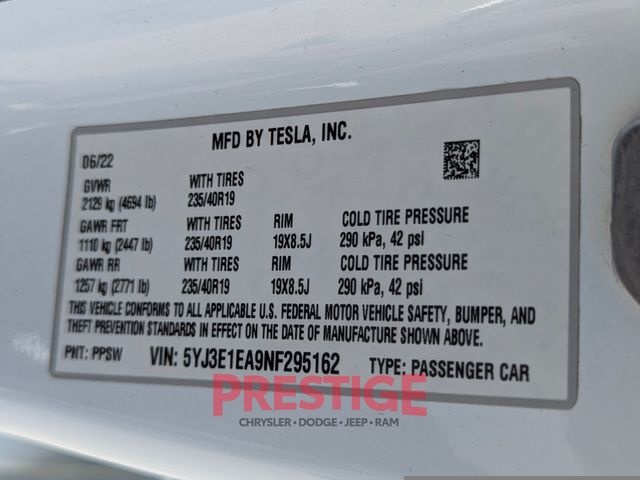 MFD BY TESLA, INC.
06/22
GVWR WITH TIRES
2129 kg (4694 lb) 235/40R19
GAWR FRT WITH TIRES RIM COLD TIRE PRESSURE
1110 kg (2447 lb) 235/40R19 19X8.5J 290 kPa, 42 psi
GAWR RR WITH TIRES RIM COLD TIRE PRESSURE
1257 kg (2771 lb) 235/40R19 19X8.5J 290 kPa, 42 psi
THIS VEHICLE CONFORMS TO ALL APPLICABLE U.S. FEDERAL MOTOR VEHICLE SAFETY, BUMPER, AND
THEFT PREVENTION STANDARDS IN EFFECT ON THE DATE OF MANUFACTURE SHOWN ABOVE.
PNT: PPSW VIN: 5YJ3E1EA9NF295162 TYPE: PASSENGER CAR
PRESTIGE
CHRYSLER • DODGE • JEEP • RAM